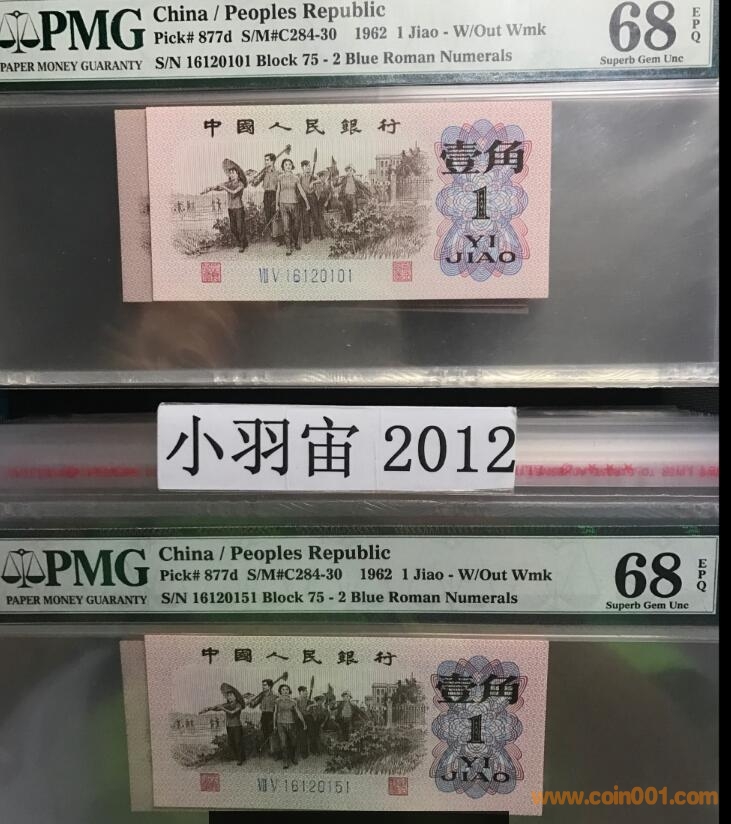 PMG
PAPER MONEY GUARANTY
China / Peoples Republic
Pick# 877d S/M#C284-30 1962 1 Jiao - W/Out Wmk
S/N 16120101 Block 75 - 2 Blue Roman Numerals
68
EPQ
Superb Gem Unc
中國人民銀行
壹角
1
YI
JIAO
Ⅷ Ⅴ 16120101
小羽宙 2012
PMG
PAPER MONEY GUARANTY
China / Peoples Republic
Pick# 877d S/M#C284-30 1962 1 Jiao - W/Out Wmk
S/N 16120151 Block 75 - 2 Blue Roman Numerals
68
EPQ
Superb Gem Unc
中國人民銀行
壹角
1
YI
JIAO
Ⅷ Ⅴ 16120151
www.coin001.com